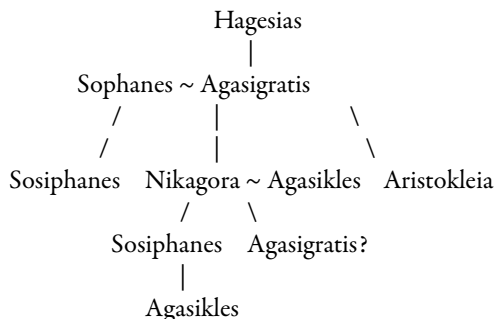 Hagesias
Sophanes ~ Agasigratis
Sosiphanes Nikagora ~ Agasikles Aristokleia
Sosiphanes Agasigratis?
Agasikles